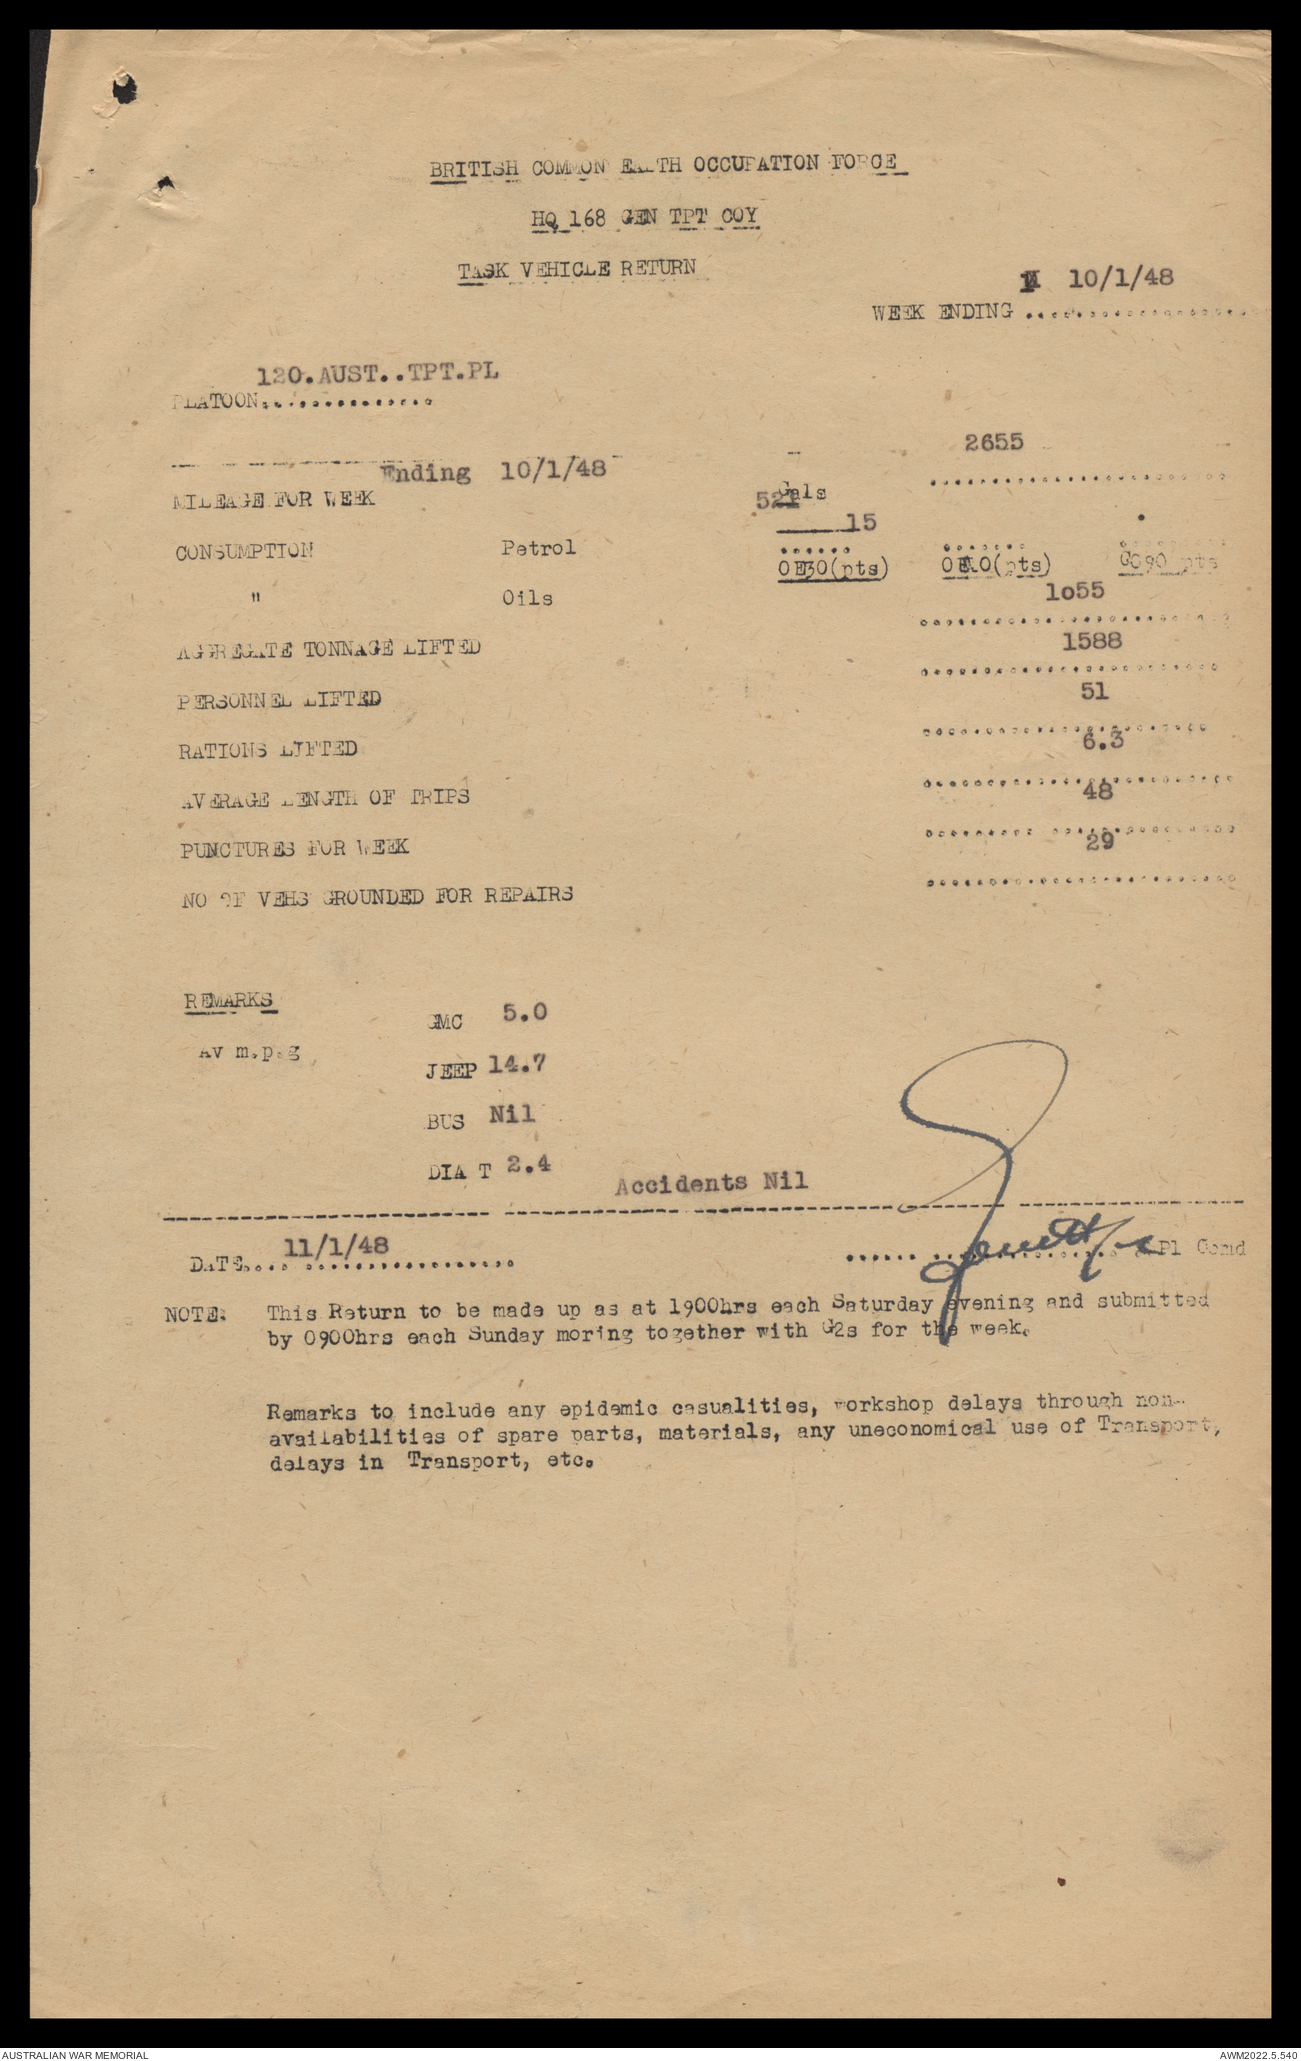 BRITISH COMMONWEALTH OCCUPATION FORCE
HQ 168 GEN TPT COY
TASK VEHICLE RETURN
10/1/48
WEEK ENDING ........................
120.AUST..TPT.PL
PLATOON...............
2655
Ending 10/1/48
MILEAGE FOR WEEK ........................
521 Gals
15
CONSUMPTION Petrol ...... ....... .........
OE30(pts) OE10(pts) GO90 pts
" Oils
1o55
AGGREGATE TONNAGE LIFTED ........................
1588
PERSONNEL LIFTED ........................
51
RATIONS LIFTED ........................
6.3
AVERAGE LENGTH OF TRIPS ........................
48
PUNCTURES FOR WEEK ........................
29
NO OF VEHS GROUNDED FOR REPAIRS ........................
REMARKS
GMC 5.0
Av m.p.g
JEEP 14.7
BUS Nil
DIA T 2.4
Accidents Nil
11/1/48
DATE.... ................. ...... ................ Pl Comd
NOTE: This Return to be made up as at 1900hrs each Saturday evening and submitted
by 0900hrs each Sunday moring together with G2s for the week.
Remarks to include any epidemic casualities, workshop delays through non-
availabilities of spare parts, materials, any uneconomical use of Transport,
delays in Transport, etc.
AUSTRALIAN WAR MEMORIAL
AWM2022.5.540